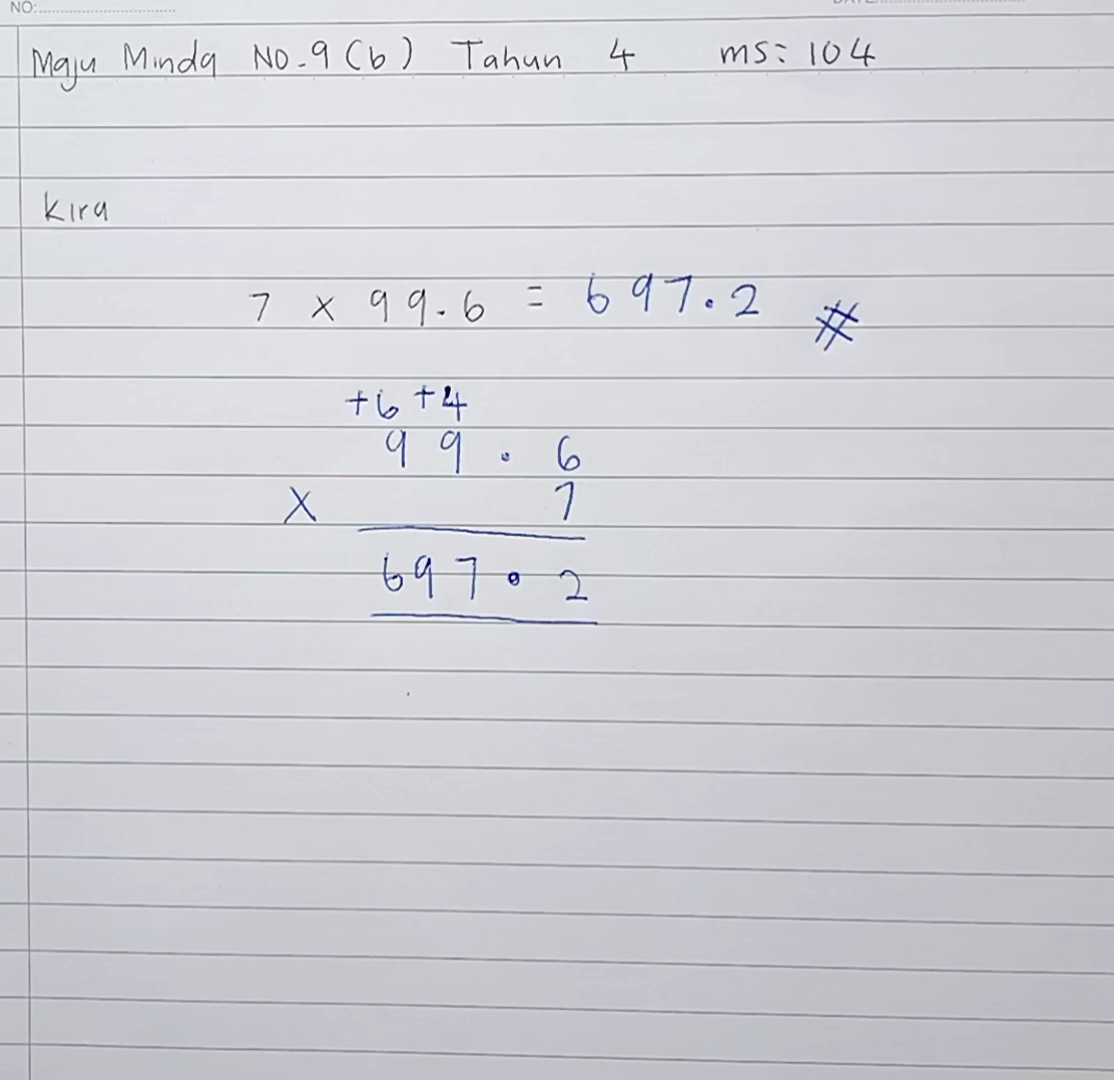 NO:
Maju Minda NO.9 (b) Tahun 4 ms: 104
Kira
7 x 99.6 = 697.2 #
+6 +4
99.6
X 7
697.2